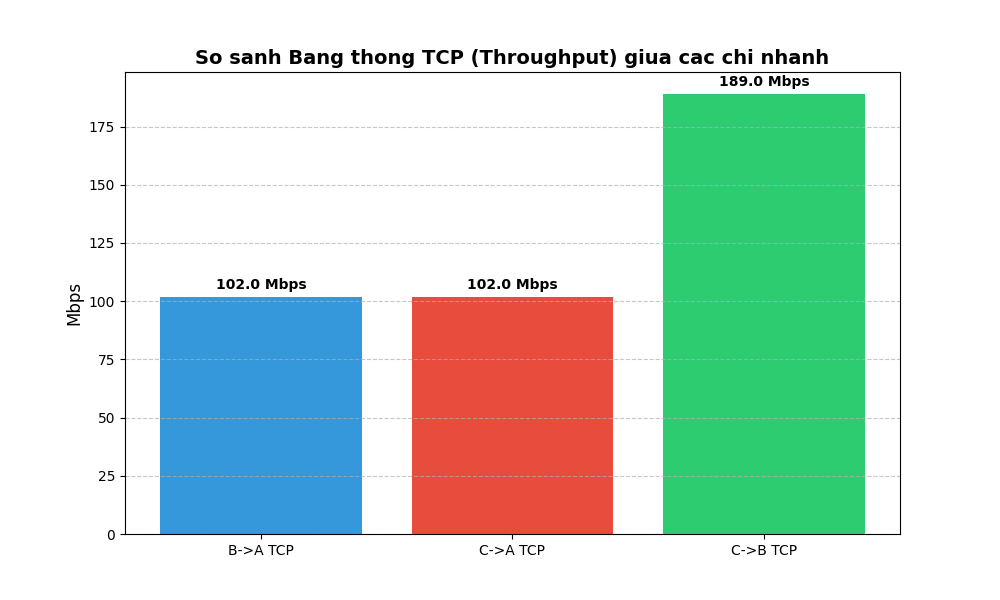 So sanh Bang thong TCP (Throughput) giua cac chi nhanh
189.0 Mbps
175
150
125
102.0 Mbps
102.0 Mbps
100
Mbps
75
50
25
0
B->A TCP
C->A TCP
C->B TCP